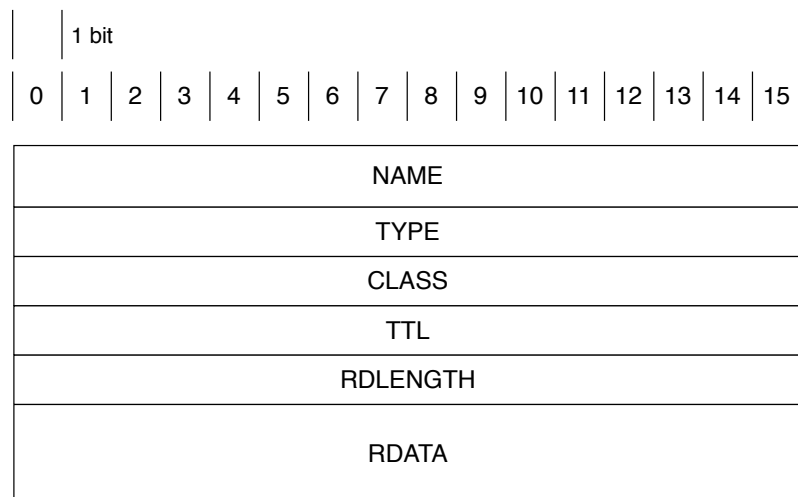 1 bit
0 1 2 3 4 5 6 7 8 9 10 11 12 13 14 15
NAME
TYPE
CLASS
TTL
RDLENGTH
RDATA